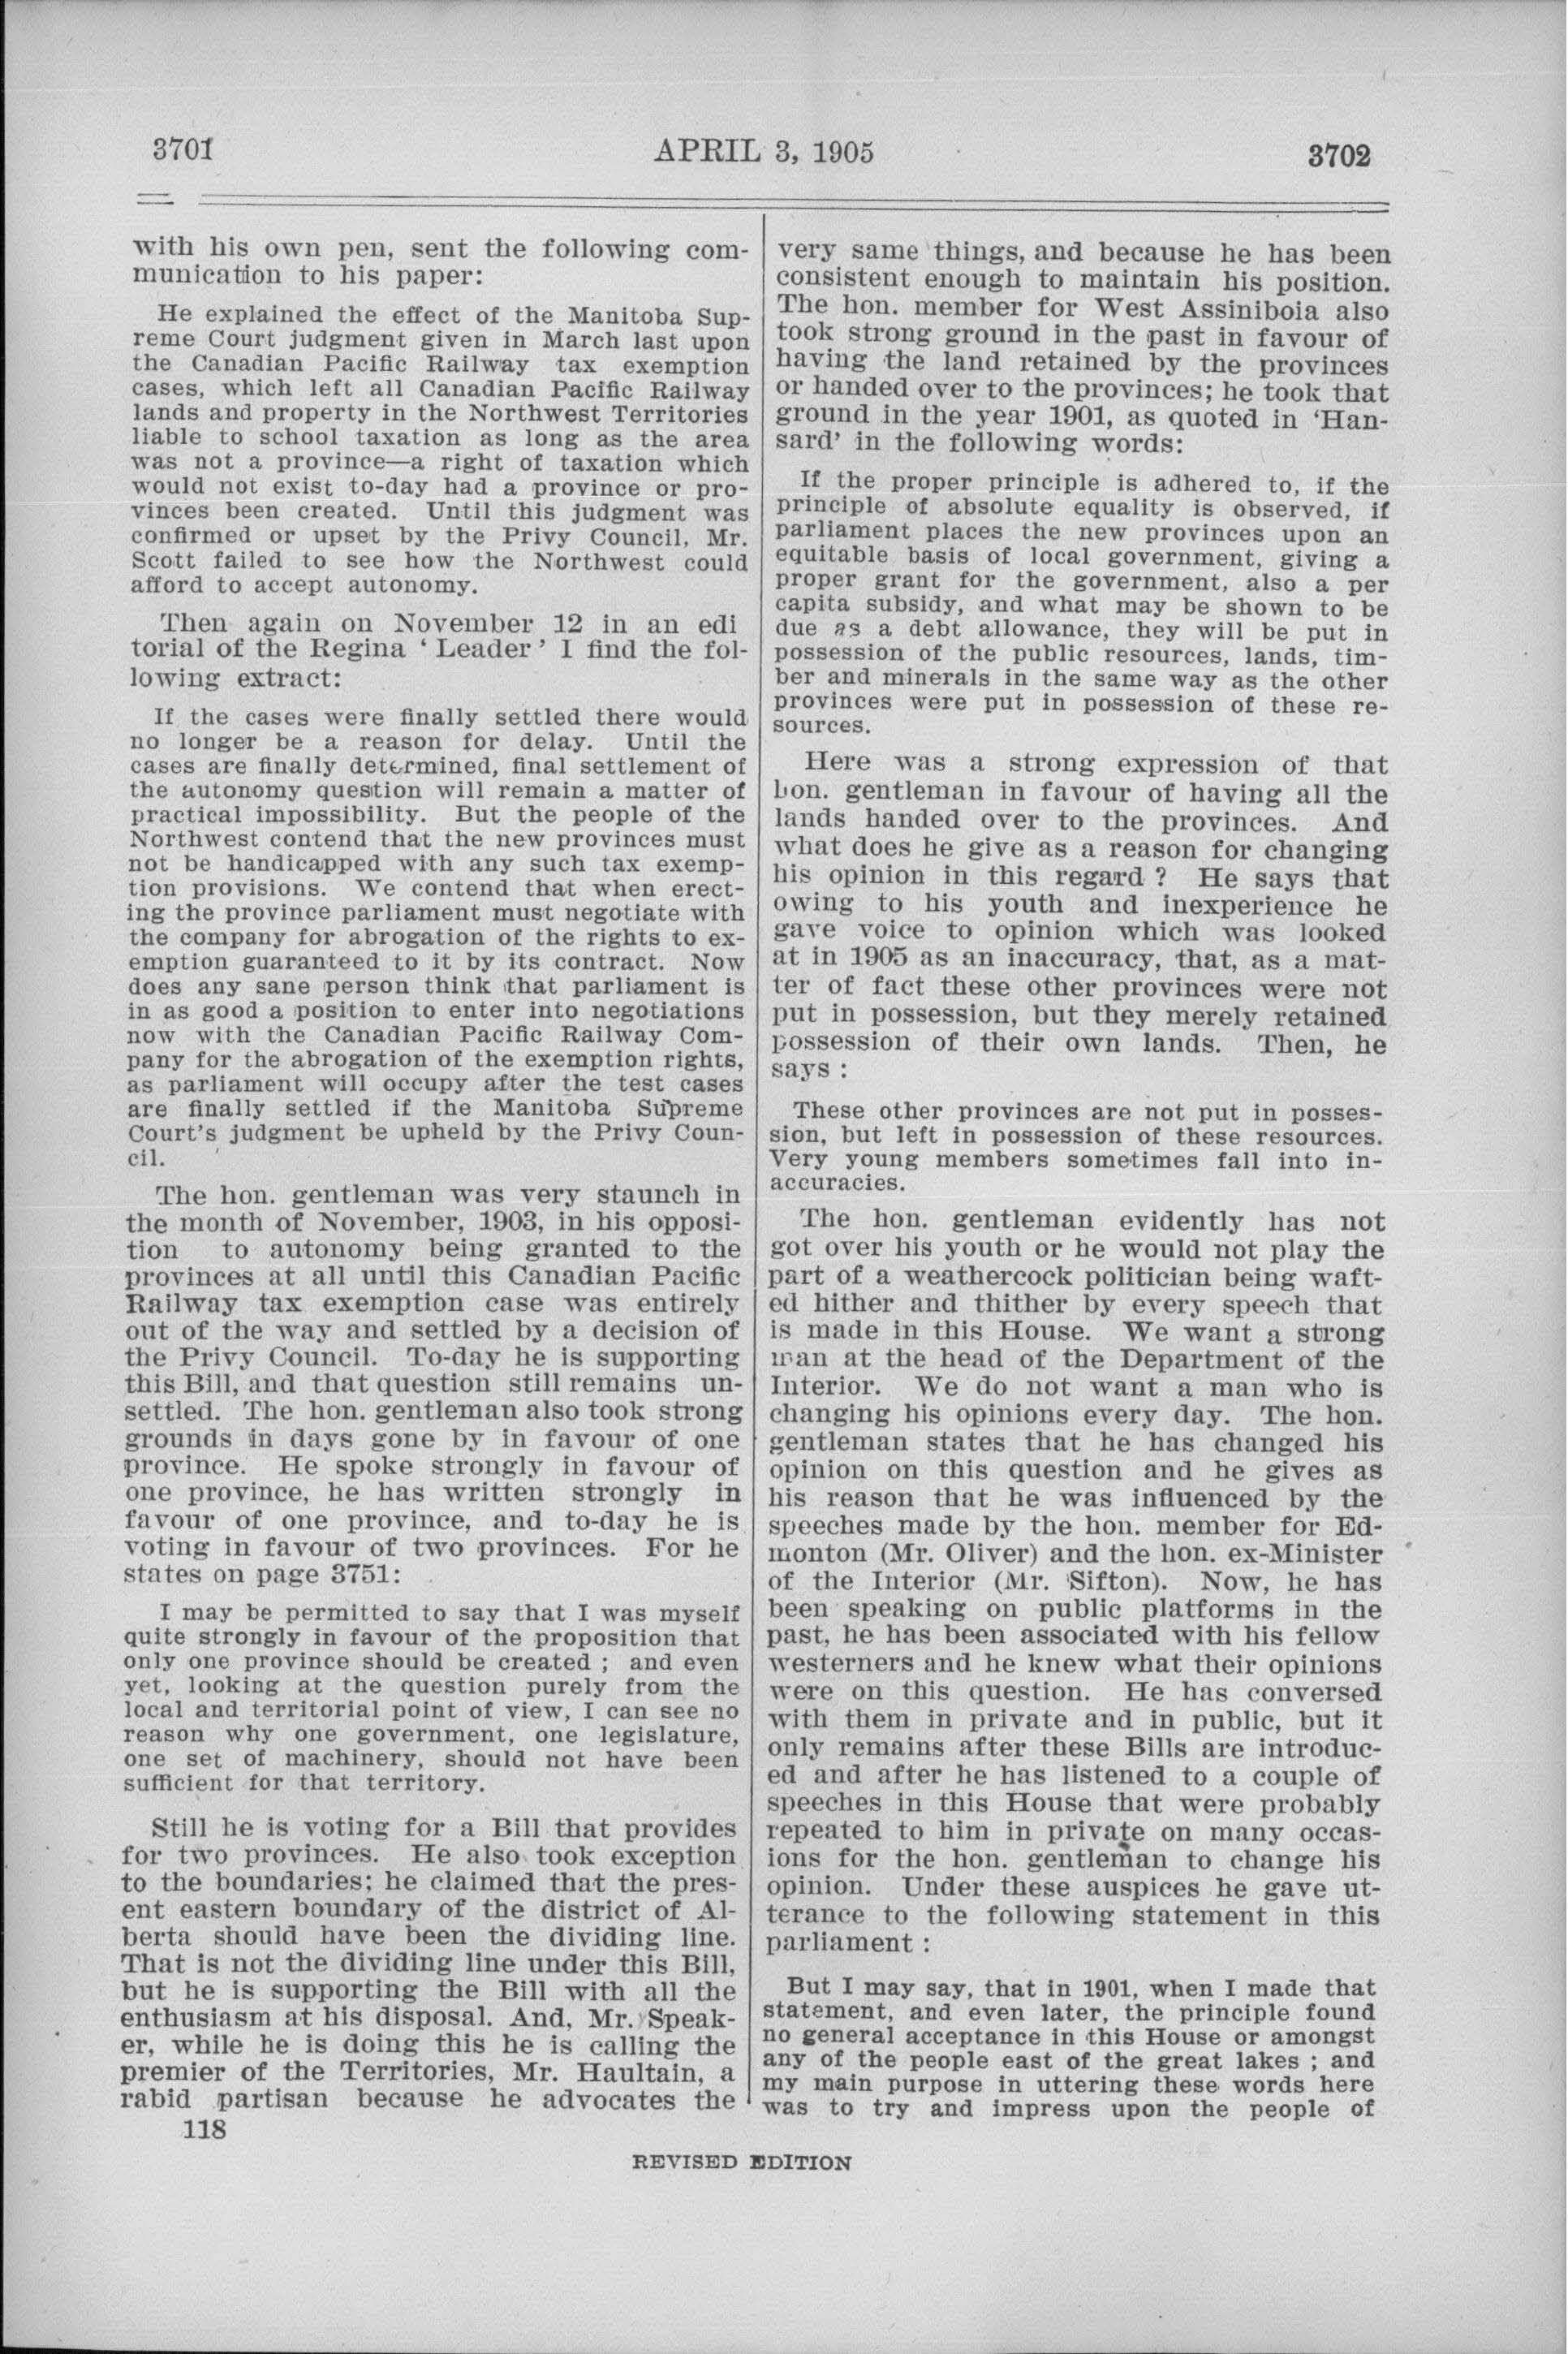 3701
APRIL 3, 1905
3702
with his own pen, sent the following com-
munication to his paper:
He explained the effect of the Manitoba Sup-
reme Court judgment given in March last upon
the Canadian Pacific Railway tax exemption
cases, which left all Canadian Pacific Railway
lands and property in the Northwest Territories
liable to school taxation as long as the area
was not a province—a right of taxation which
would not exist to-day had a province or pro-
vinces been created. Until this judgment was
confirmed or upset by the Privy Council, Mr.
Scott failed to see how the Northwest could
afford to accept autonomy.
Then again on November 12 in an edi
torial of the Regina ‘ Leader ’ I find the fol-
lowing extract:
If the cases were finally settled there would
no longer be a reason for delay. Until the
cases are finally determined, final settlement of
the autonomy question will remain a matter of
practical impossibility. But the people of the
Northwest contend that the new provinces must
not be handicapped with any such tax exemp-
tion provisions. We contend that when erect-
ing the province parliament must negotiate with
the company for abrogation of the rights to ex-
emption guaranteed to it by its contract. Now
does any sane person think that parliament is
in as good a position to enter into negotiations
now with the Canadian Pacific Railway Com-
pany for the abrogation of the exemption rights,
as parliament will occupy after the test cases
are finally settled if the Manitoba Supreme
Court's judgment be upheld by the Privy Coun-
cil.
The hon. gentleman was very staunch in
the month of November, 1903, in his opposi-
tion to autonomy being granted to the
provinces at all until this Canadian Pacific
Railway tax exemption case was entirely
out of the way and settled by a decision of
the Privy Council. To-day he is supporting
this Bill, and that question still remains un-
settled. The hon. gentleman also took strong
grounds in days gone by in favour of one
province. He spoke strongly in favour of
one province, he has written strongly in
favour of one province, and to-day he is
voting in favour of two provinces. For he
states on page 3751:
I may be permitted to say that I was myself
quite strongly in favour of the proposition that
only one province should be created ; and even
yet, looking at the question purely from the
local and territorial point of view, I can see no
reason why one government, one legislature,
one set of machinery, should not have been
sufficient for that territory.
Still he is voting for a Bill that provides
for two provinces. He also took exception
to the boundaries; he claimed that the pres-
ent eastern boundary of the district of Al-
berta should have been the dividing line.
That is not the dividing line under this Bill,
but he is supporting the Bill with all the
enthusiasm at his disposal. And, Mr. Speak-
er, while he is doing this he is calling the
premier of the Territories, Mr. Haultain, a
rabid partisan because he advocates the
118
very same things, and because he has been
consistent enough to maintain his position.
The hon. member for West Assiniboia also
took strong ground in the past in favour of
having the land retained by the provinces
or handed over to the provinces; he took that
ground in the year 1901, as quoted in ‘Han-
sard’ in the following words:
If the proper principle is adhered to, if the
principle of absolute equality is observed, if
parliament places the new provinces upon an
equitable basis of local government, giving a
proper grant for the government, also a per
capita subsidy, and what may be shown to be
due as a debt allowance, they will be put in
possession of the public resources, lands, tim-
ber and minerals in the same way as the other
provinces were put in possession of these re-
sources.
Here was a strong expression of that
hon. gentleman in favour of having all the
lands handed over to the provinces. And
what does he give as a reason for changing
his opinion in this regard ? He says that
owing to his youth and inexperience he
gave voice to opinion which was looked
at in 1905 as an inaccuracy, that, as a mat-
ter of fact these other provinces were not
put in possession, but they merely retained
possession of their own lands. Then, he
says :
These other provinces are not put in posses-
sion, but left in possession of these resources.
Very young members sometimes fall into in-
accuracies.
The hon. gentleman evidently has not
got over his youth or he would not play the
part of a weathercock politician being waft-
ed hither and thither by every speech that
is made in this House. We want a strong
man at the head of the Department of the
Interior. We do not want a man who is
changing his opinions every day. The hon.
gentleman states that he has changed his
opinion on this question and he gives as
his reason that he was influenced by the
speeches made by the hon. member for Ed-
monton (Mr. Oliver) and the hon. ex-Minister
of the Interior (Mr. Sifton). Now, he has
been speaking on public platforms in the
past, he has been associated with his fellow
westerners and he knew what their opinions
were on this question. He has conversed
with them in private and in public, but it
only remains after these Bills are introduc-
ed and after he has listened to a couple of
speeches in this House that were probably
repeated to him in private on many occas-
ions for the hon. gentleman to change his
opinion. Under these auspices he gave ut-
terance to the following statement in this
parliament :
But I may say, that in 1901, when I made that
statement, and even later, the principle found
no general acceptance in this House or amongst
any of the people east of the great lakes ; and
my main purpose in uttering these words here
was to try and impress upon the people of
REVISED EDITION